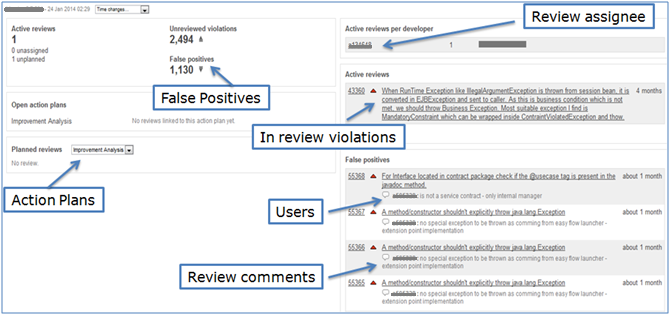 - 24 Jan 2014 02:29 Time changes...
Active reviews
1
0 unassigned
1 unplanned
Unreviewed violations
2,494
False positives
1,130
False Positives
Open action plans
Improvement Analysis No reviews linked to this action plan yet.
Planned reviews Improvement Analysis
No review.
Action Plans
Review assignee
Active reviews per developer
1
Active reviews
43360 When RunTime Exception like IllegalArgumentException is thrown from session bean, it is 4 months
converted in EJBException and sent to caller. As this is business condition which is not
met, we should throw Business Exception. Most suitable exception I find is
MandatoryConstraint which can be wrapped inside ContraintViolatedException and thow.
In review violations
False positives
55368 For Interface located in contract package check if the @usecase tag is present in the about 1 month
javadoc method.
: is not a service contract - only internal manager
Users
55367 A method/constructor shouldn't explicitly throw java.lang.Exception about 1 month
: no special exception to be thrown as comming from easy flow launcher -
extension point implementation
55366 A method/constructor shouldn't explicitly throw java.lang.Exception about 1 month
: no special exception to be thrown as comming from easy flow launcher -
extension point implementation
Review comments
55365 A method/constructor shouldn't explicitly throw java.lang.Exception about 1 month
: no special exception to be thrown as comming from easy flow launcher -
extension point implementation